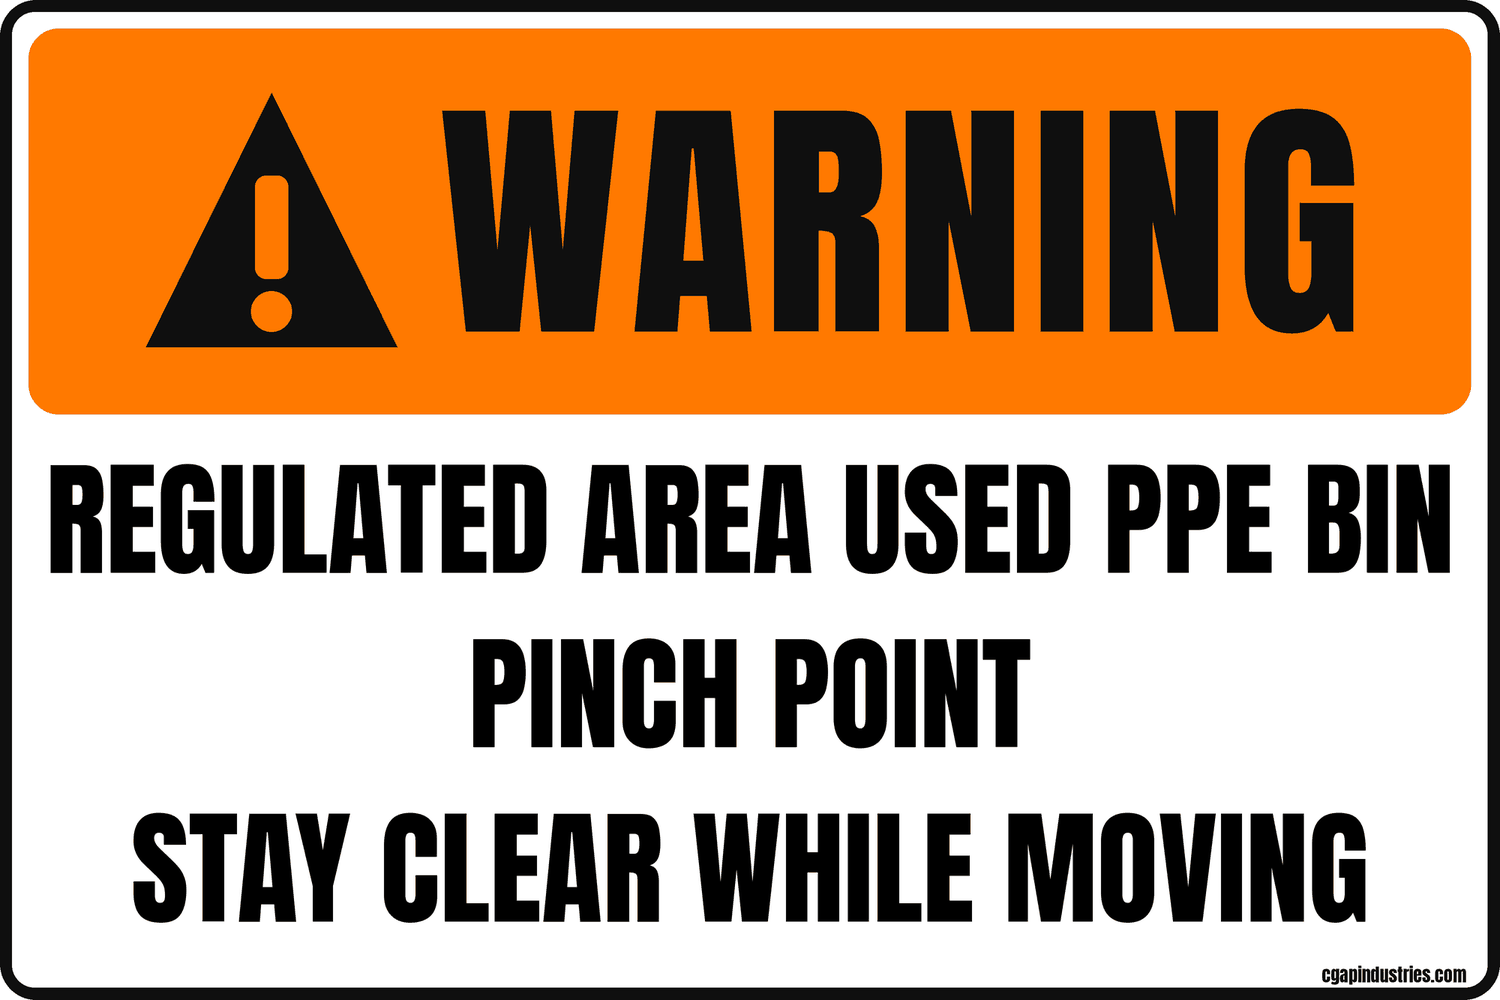 WARNING
REGULATED AREA USED PPE BIN
PINCH POINT
STAY CLEAR WHILE MOVING
cgapindustries.com